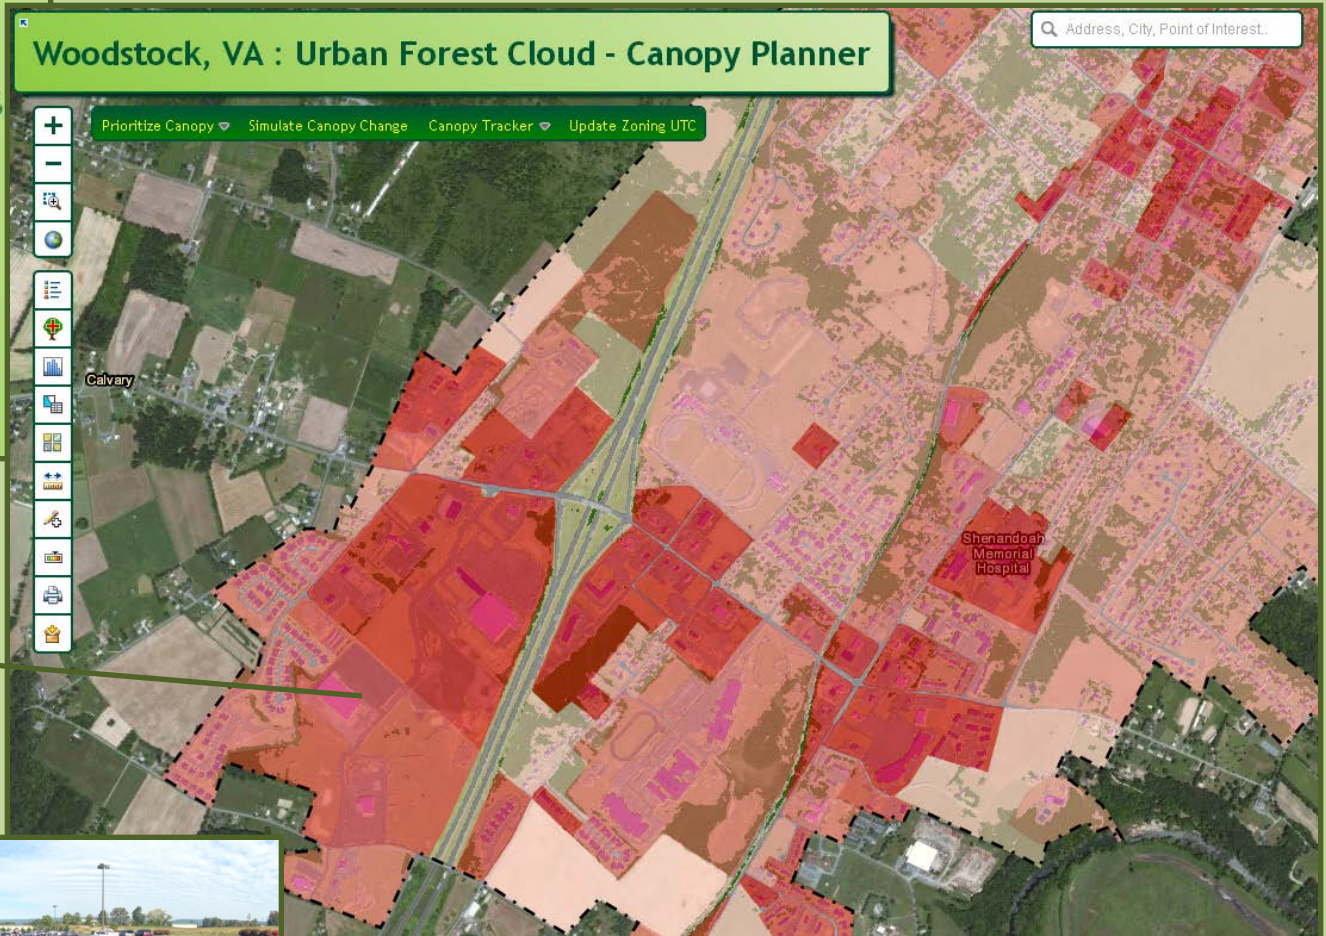 Woodstock, VA : Urban Forest Cloud - Canopy Planner
Address, City, Point of Interest..
Prioritize Canopy Simulate Canopy Change Canopy Tracker Update Zoning UTC
Calvary
Shenandoah
Memorial
Hospital